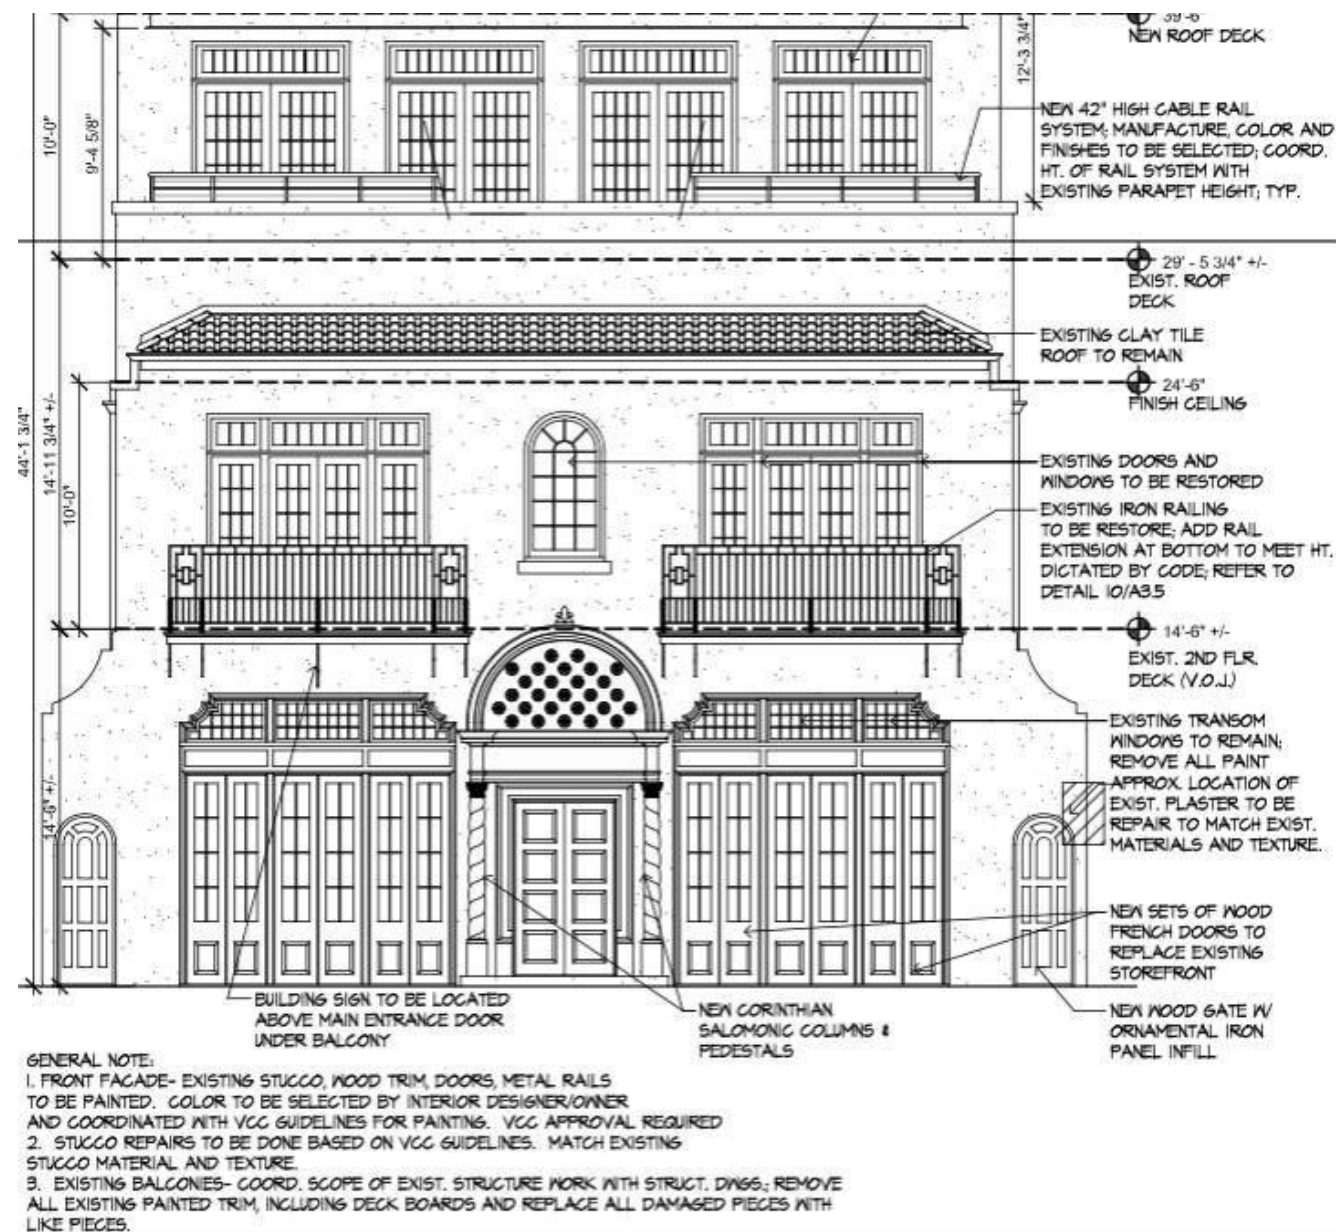 39'-6"
NEW ROOF DECK
12'-3 3/4"
NEW 42" HIGH CABLE RAIL
SYSTEM; MANUFACTURE, COLOR AND
FINISHES TO BE SELECTED; COORD.
HT. OF RAIL SYSTEM WITH
EXISTING PARAPET HEIGHT; TYP.
10'-0"
9'-4 5/8"
29' - 5 3/4" +/-
EXIST. ROOF
DECK
EXISTING CLAY TILE
ROOF TO REMAIN
24'-6"
FINISH CEILING
44'-1 3/4"
14'-11 3/4" +/-
10'-0"
EXISTING DOORS AND
WINDOWS TO BE RESTORED
EXISTING IRON RAILING
TO BE RESTORE; ADD RAIL
EXTENSION AT BOTTOM TO MEET HT.
DICTATED BY CODE; REFER TO
DETAIL 10/A3.5
14'-6" +/-
EXIST. 2ND FLR.
DECK (V.O.J.)
EXISTING TRANSOM
WINDOWS TO REMAIN;
REMOVE ALL PAINT
APPROX. LOCATION OF
EXIST. PLASTER TO BE
REPAIR TO MATCH EXIST.
MATERIALS AND TEXTURE.
14'-6" +/-
NEW SETS OF WOOD
FRENCH DOORS TO
REPLACE EXISTING
STOREFRONT
NEW WOOD GATE W/
ORNAMENTAL IRON
PANEL INFILL
BUILDING SIGN TO BE LOCATED
ABOVE MAIN ENTRANCE DOOR
UNDER BALCONY
NEW CORINTHIAN
SALOMONIC COLUMNS &
PEDESTALS
GENERAL NOTE:
1. FRONT FACADE- EXISTING STUCCO, WOOD TRIM, DOORS, METAL RAILS
TO BE PAINTED. COLOR TO BE SELECTED BY INTERIOR DESIGNER/OWNER
AND COORDINATED WITH VCC GUIDELINES FOR PAINTING. VCC APPROVAL REQUIRED
2. STUCCO REPAIRS TO BE DONE BASED ON VCC GUIDELINES. MATCH EXISTING
STUCCO MATERIAL AND TEXTURE.
3. EXISTING BALCONIES- COORD. SCOPE OF EXIST. STRUCTURE WORK WITH STRUCT. DWGS.; REMOVE
ALL EXISTING PAINTED TRIM, INCLUDING DECK BOARDS AND REPLACE ALL DAMAGED PIECES WITH
LIKE PIECES.